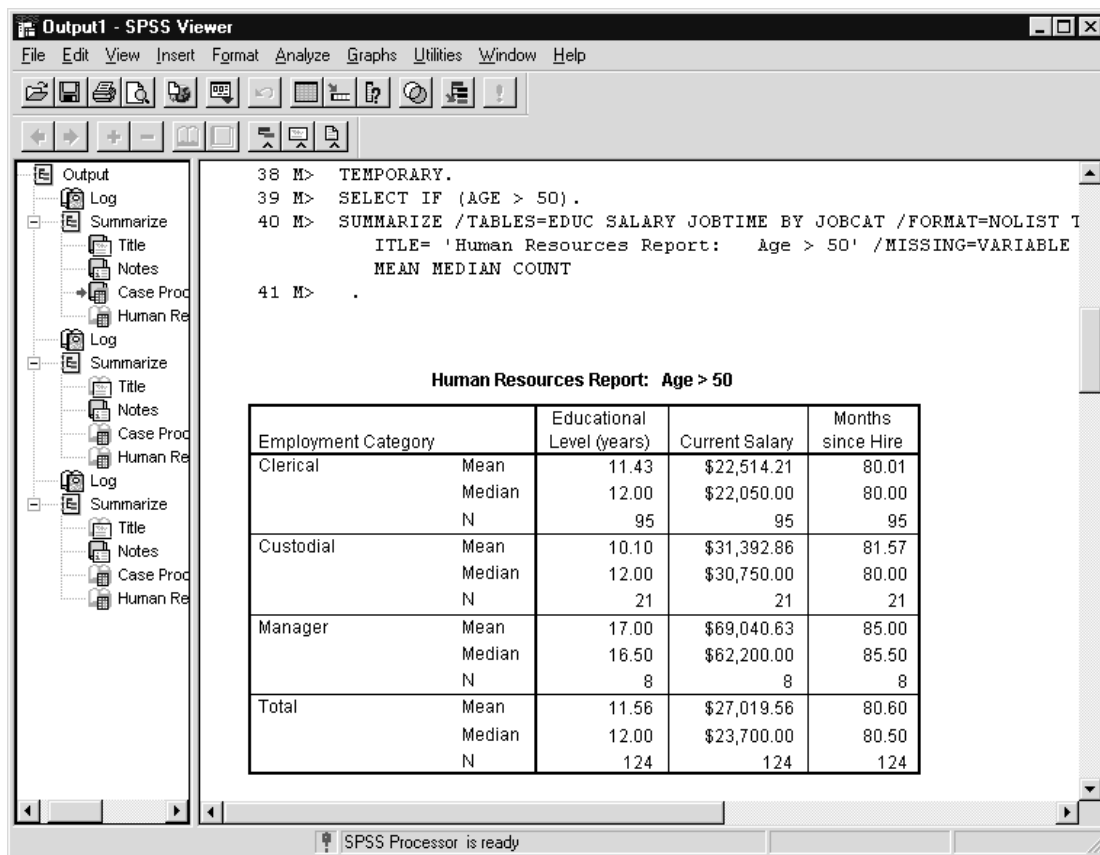 Output1 - SPSS Viewer
File Edit View Insert Format Analyze Graphs Utilities Window Help
Output
Log
Summarize
Title
Notes
Case Proc
Human Re
Log
Summarize
Title
Notes
Case Proc
Human Re
Log
Summarize
Title
Notes
Case Proc
Human Re
38 M> TEMPORARY.
39 M> SELECT IF (AGE > 50).
40 M> SUMMARIZE /TABLES=EDUC SALARY JOBTIME BY JOBCAT /FORMAT=NOLIST T
ITLE= 'Human Resources Report: Age > 50' /MISSING=VARIABLE
MEAN MEDIAN COUNT
41 M> .
Human Resources Report: Age > 50
Employment Category Educational Level (years) Current Salary Months since Hire
Clerical Mean 11.43 $22,514.21 80.01
Median 12.00 $22,050.00 80.00
N 95 95 95
Custodial Mean 10.10 $31,392.86 81.57
Median 12.00 $30,750.00 80.00
N 21 21 21
Manager Mean 17.00 $69,040.63 85.00
Median 16.50 $62,200.00 85.50
N 8 8 8
Total Mean 11.56 $27,019.56 80.60
Median 12.00 $23,700.00 80.50
N 124 124 124
SPSS Processor is ready